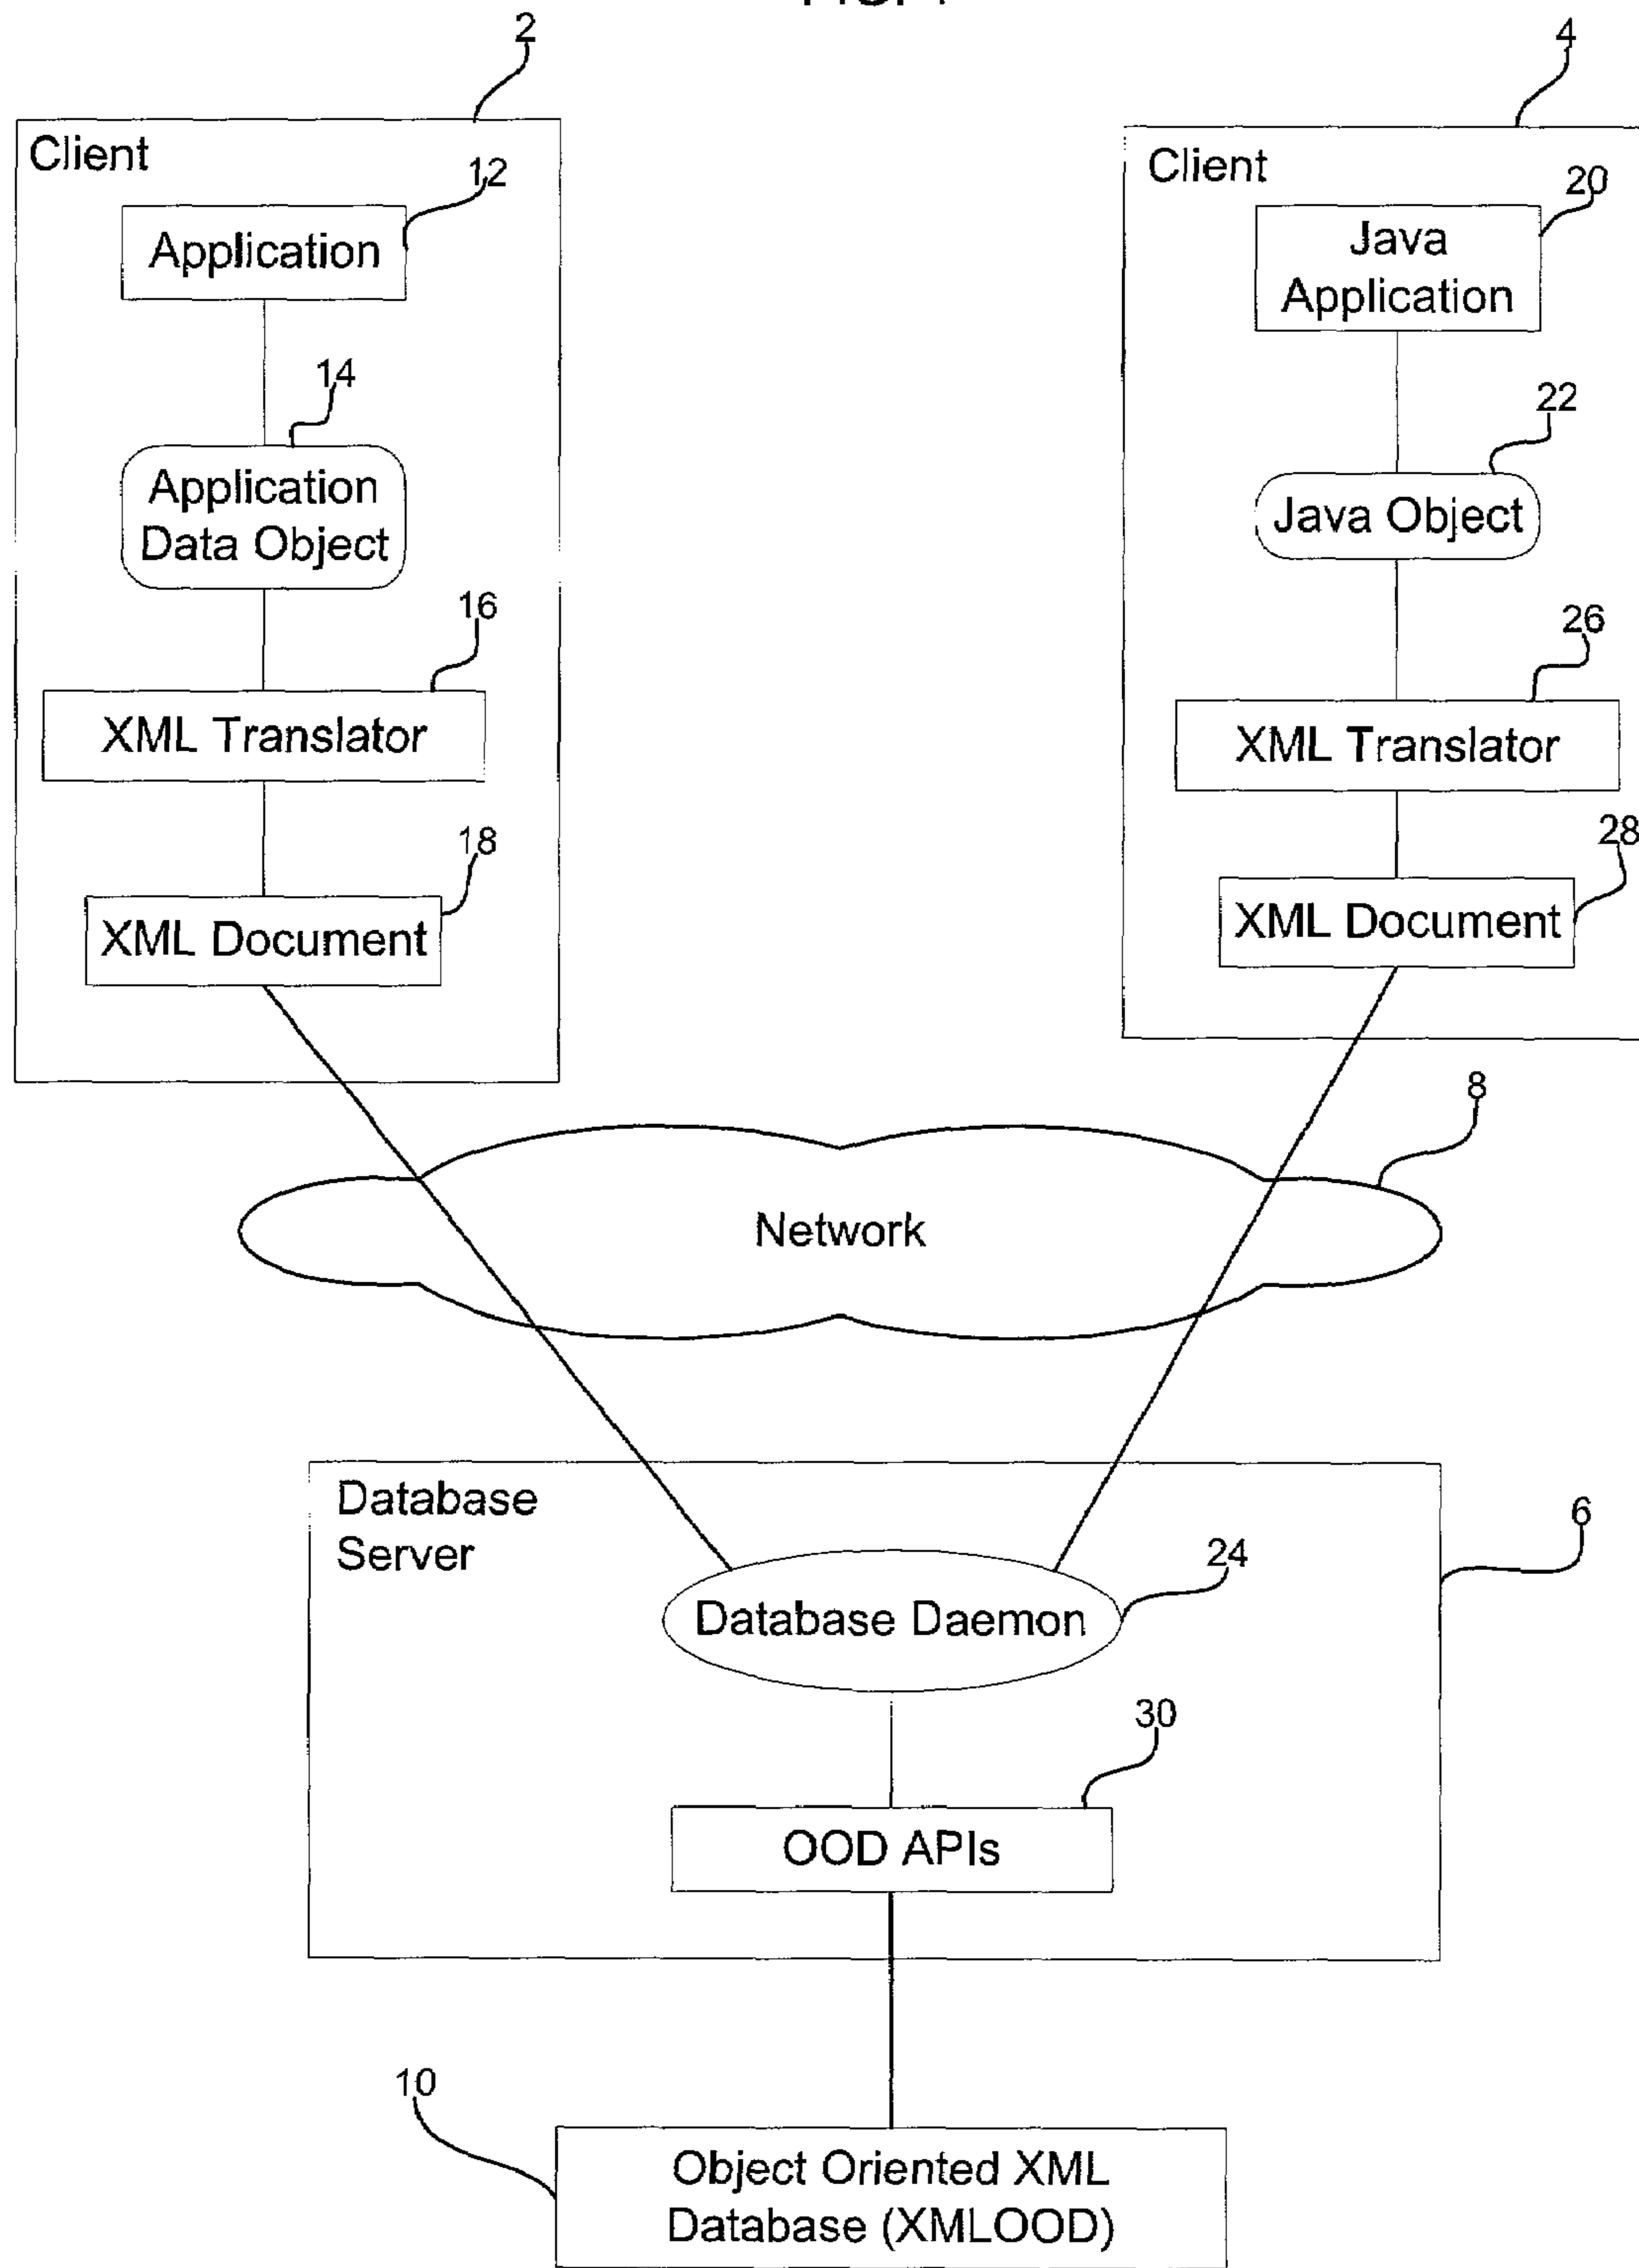 2
4
Client
12
Application
14
Application
Data Object
16
XML Translator
18
XML Document
Client
20
Java
Application
22
Java Object
26
XML Translator
28
XML Document
8
Network
Database
Server
6
24
Database Daemon
30
OOD APIs
10
Object Oriented XML
Database (XMLOOD)